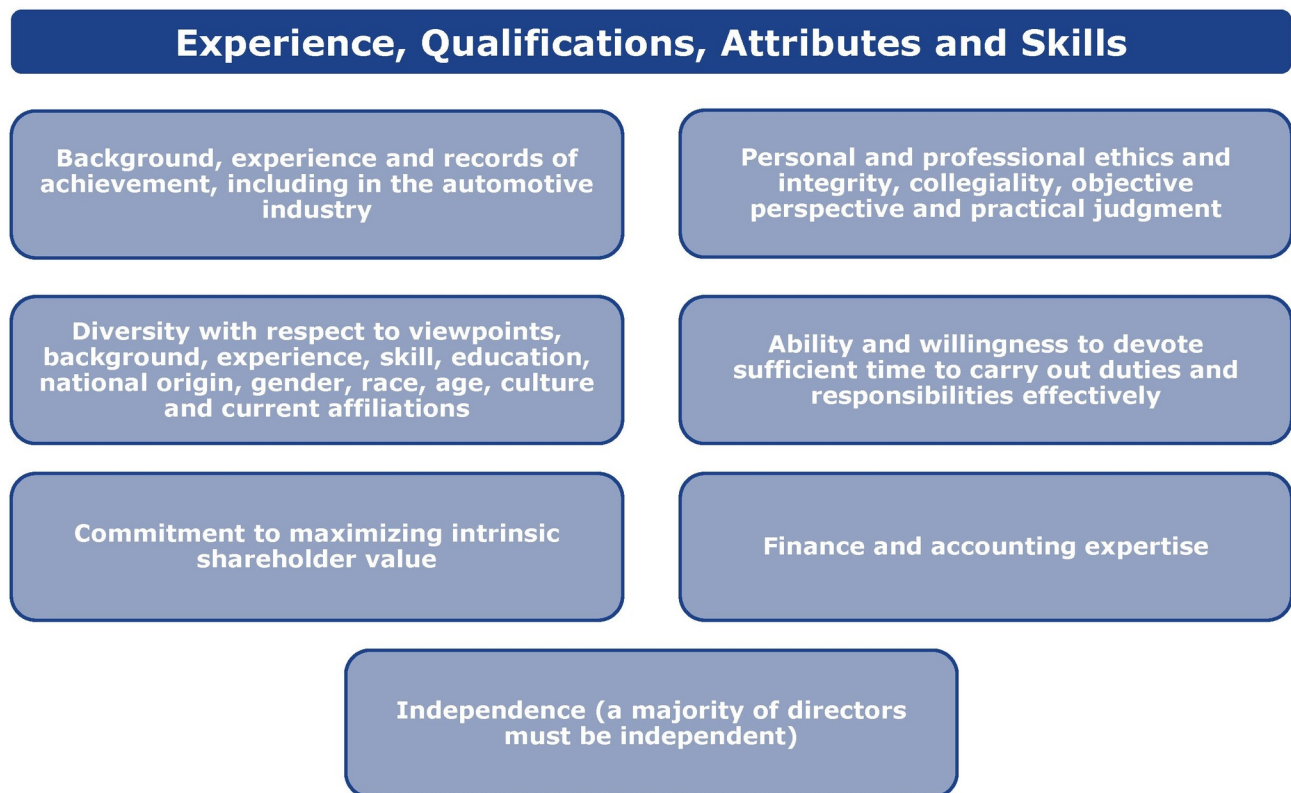 Experience, Qualifications, Attributes and Skills
Background, experience and records of
achievement, including in the automotive
industry
Personal and professional ethics and
integrity, collegiality, objective
perspective and practical judgment
Diversity with respect to viewpoints,
background, experience, skill, education,
national origin, gender, race, age, culture
and current affiliations
Ability and willingness to devote
sufficient time to carry out duties and
responsibilities effectively
Commitment to maximizing intrinsic
shareholder value
Finance and accounting expertise
Independence (a majority of directors
must be independent)